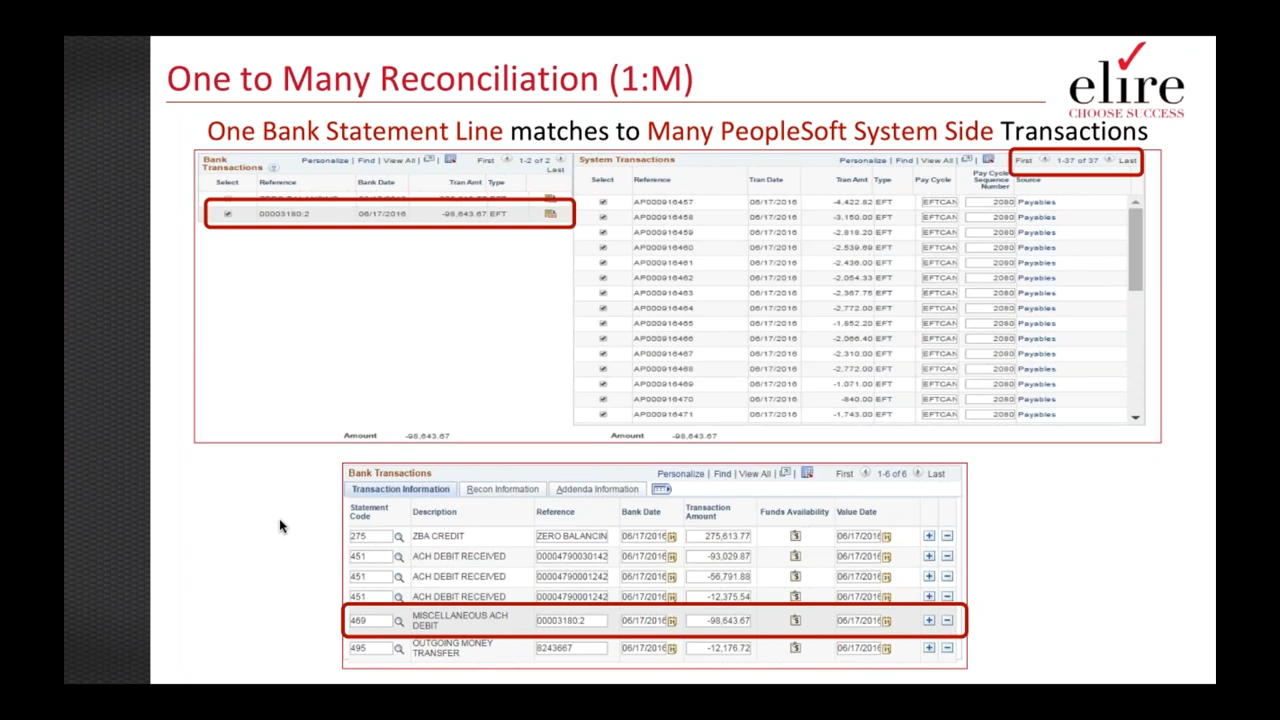 One to Many Reconciliation (1:M)
elire
CHOOSE SUCCESS
One Bank Statement Line matches to Many PeopleSoft System Side Transactions
Bank Transactions
Personalize | Find | View All | First 1-2 of 2 Last
Select Reference Bank Date Tran Amt Type
00003180:2 06/17/2016 -98,643.67 EFT
Amount -98,643.67
System Transactions
Personalize | Find | View All | First 1-37 of 37 Last
Select Reference Tran Date Tran Amt Type Pay Cycle Pay Cycle Sequence Number Source
AP000916457 06/17/2016 -4,422.82 EFT EFTCAN 2080 Payables
AP000916458 06/17/2016 -3,150.00 EFT EFTCAN 2080 Payables
AP000916459 06/17/2016 -2,818.20 EFT EFTCAN 2080 Payables
AP000916460 06/17/2016 -2,539.69 EFT EFTCAN 2080 Payables
AP000916461 06/17/2016 -2,436.00 EFT EFTCAN 2080 Payables
AP000916462 06/17/2016 -2,054.33 EFT EFTCAN 2080 Payables
AP000916463 06/17/2016 -2,367.75 EFT EFTCAN 2080 Payables
AP000916464 06/17/2016 -2,772.00 EFT EFTCAN 2080 Payables
AP000916465 06/17/2016 -1,852.20 EFT EFTCAN 2080 Payables
AP000916466 06/17/2016 -2,066.40 EFT EFTCAN 2080 Payables
AP000916467 06/17/2016 -2,310.00 EFT EFTCAN 2080 Payables
AP000916468 06/17/2016 -2,772.00 EFT EFTCAN 2080 Payables
AP000916469 06/17/2016 -1,071.00 EFT EFTCAN 2080 Payables
AP000916470 06/17/2016 -840.00 EFT EFTCAN 2080 Payables
AP000916471 06/17/2016 -1,743.00 EFT EFTCAN 2080 Payables
Amount -98,643.67
Bank Transactions
Personalize | Find | View All | First 1-6 of 6 Last
Transaction Information Recon Information Addenda Information
Statement Code Description Reference Bank Date Transaction Amount Funds Availability Value Date
275 ZBA CREDIT ZERO BALANCIN 06/17/2016 275,613.77 06/17/2016
451 ACH DEBIT RECEIVED 00004790030142 06/17/2016 -93,029.87 06/17/2016
451 ACH DEBIT RECEIVED 00004790001242 06/17/2016 -56,791.88 06/17/2016
451 ACH DEBIT RECEIVED 00004790001242 06/17/2016 -12,375.54 06/17/2016
469 MISCELLANEOUS ACH DEBIT 00003180:2 06/17/2016 -98,643.67 06/17/2016
495 OUTGOING MONEY TRANSFER 8243667 06/17/2016 -12,176.72 06/17/2016